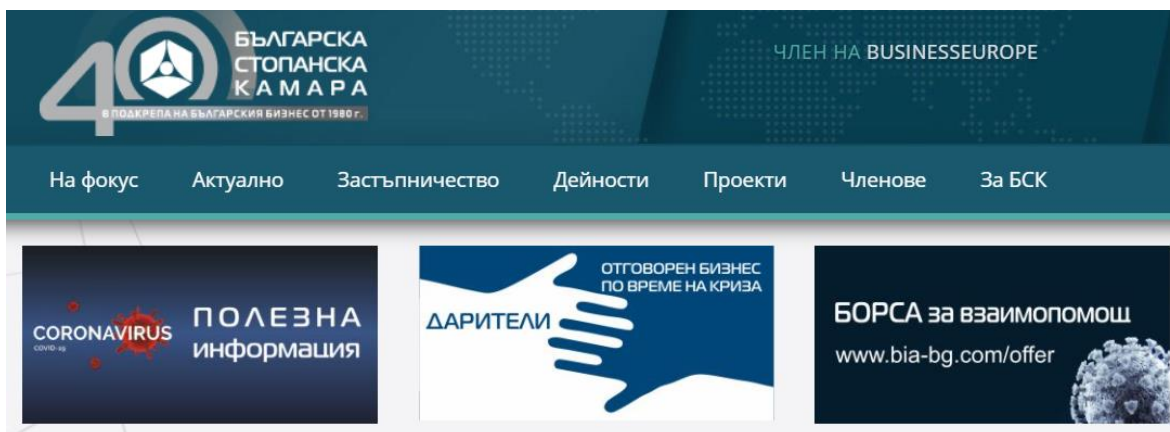 40
БЪЛГАРСКА
СТОПАНСКА
КАМАРА
В ПОДКРЕПА НА БЪЛГАРСКИЯ БИЗНЕС ОТ 1980 г.
ЧЛЕН НА BUSINESSEUROPE
На фокус Актуално Застъпничество Дейности Проекти Членове За БСК
CORONAVIRUS
COVID-19
ПОЛЕЗНА
информация
ОТГОВОРЕН БИЗНЕС
ПО ВРЕМЕ НА КРИЗА
ДАРИТЕЛИ
БОРСА за взаимопомощ
www.bia-bg.com/offer